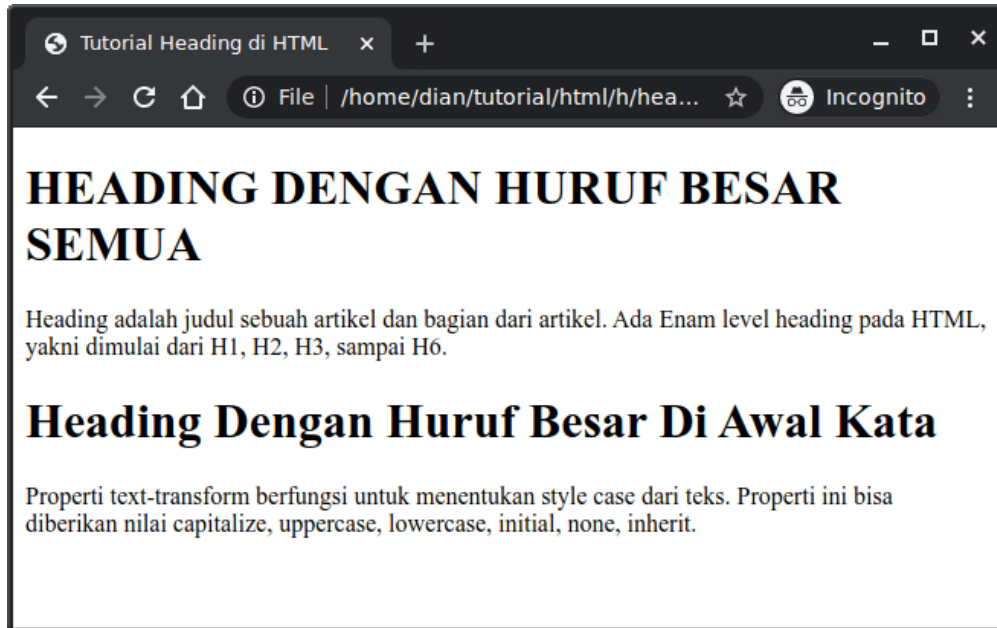 Tutorial Heading di HTML
File /home/dian/tutorial/html/h/hea... Incognito
HEADING DENGAN HURUF BESAR
SEMUA
Heading adalah judul sebuah artikel dan bagian dari artikel. Ada Enam level heading pada HTML,
yakni dimulai dari H1, H2, H3, sampai H6.
Heading Dengan Huruf Besar Di Awal Kata
Properti text-transform berfungsi untuk menentukan style case dari teks. Properti ini bisa
diberikan nilai capitalize, uppercase, lowercase, initial, none, inherit.